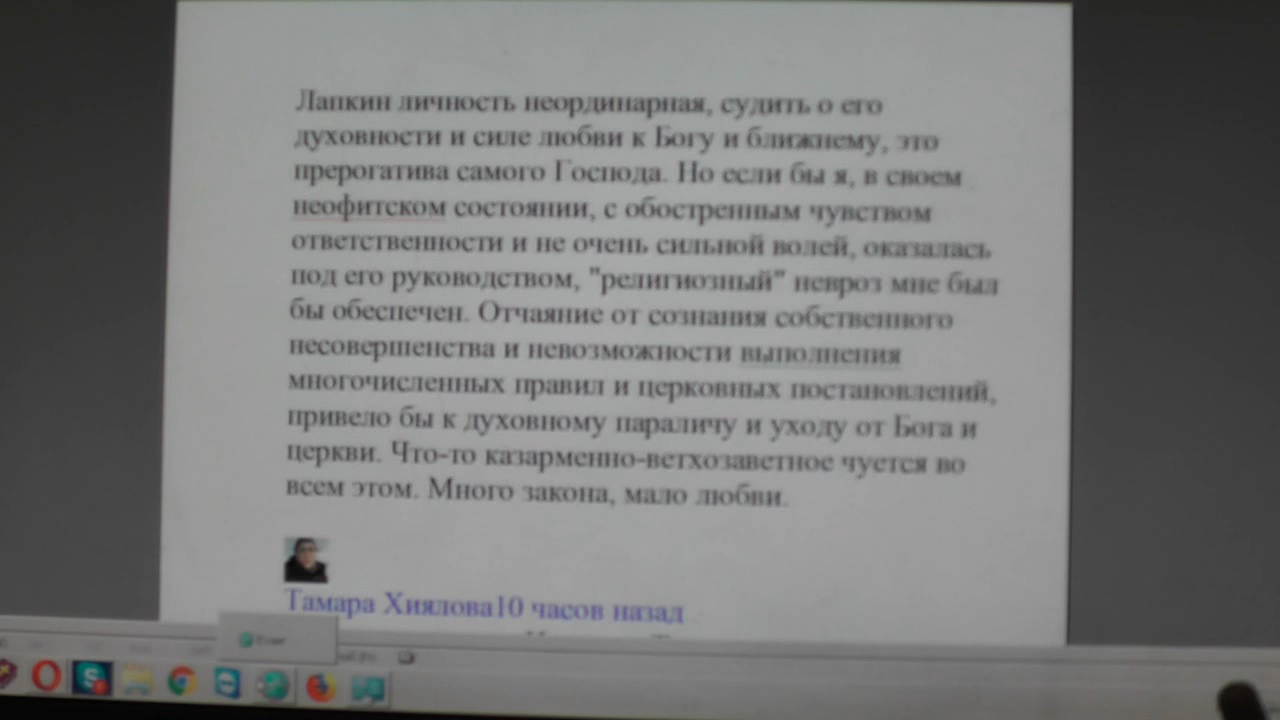 Лапкин личность неординарная, судить о его
духовности и силе любви к Богу и ближнему, это
прерогатива самого Господа. Но если бы я, в своем
неофитском состоянии, с обостренным чувством
ответственности и не очень сильной волей, оказалась
под его руководством, "религиозный" невроз мне был
бы обеспечен. Отчаяние от сознания собственного
несовершенства и невозможности выполнения
многочисленных правил и церковных постановлений,
привело бы к духовному параличу и уходу от Бога и
церкви. Что-то казарменно-ветхозаветное чуется во
всем этом. Много закона, мало любви.
Тамара Хиялова10 часов назад